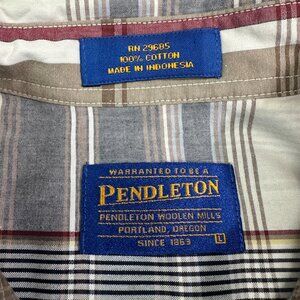 RN 29685
100% COTTON
MADE IN INDONESIA
WARRANTED TO BE A
PENDLETON
PENDLETON WOOLEN MILLS
PORTLAND, OREGON
SINCE 1863 L